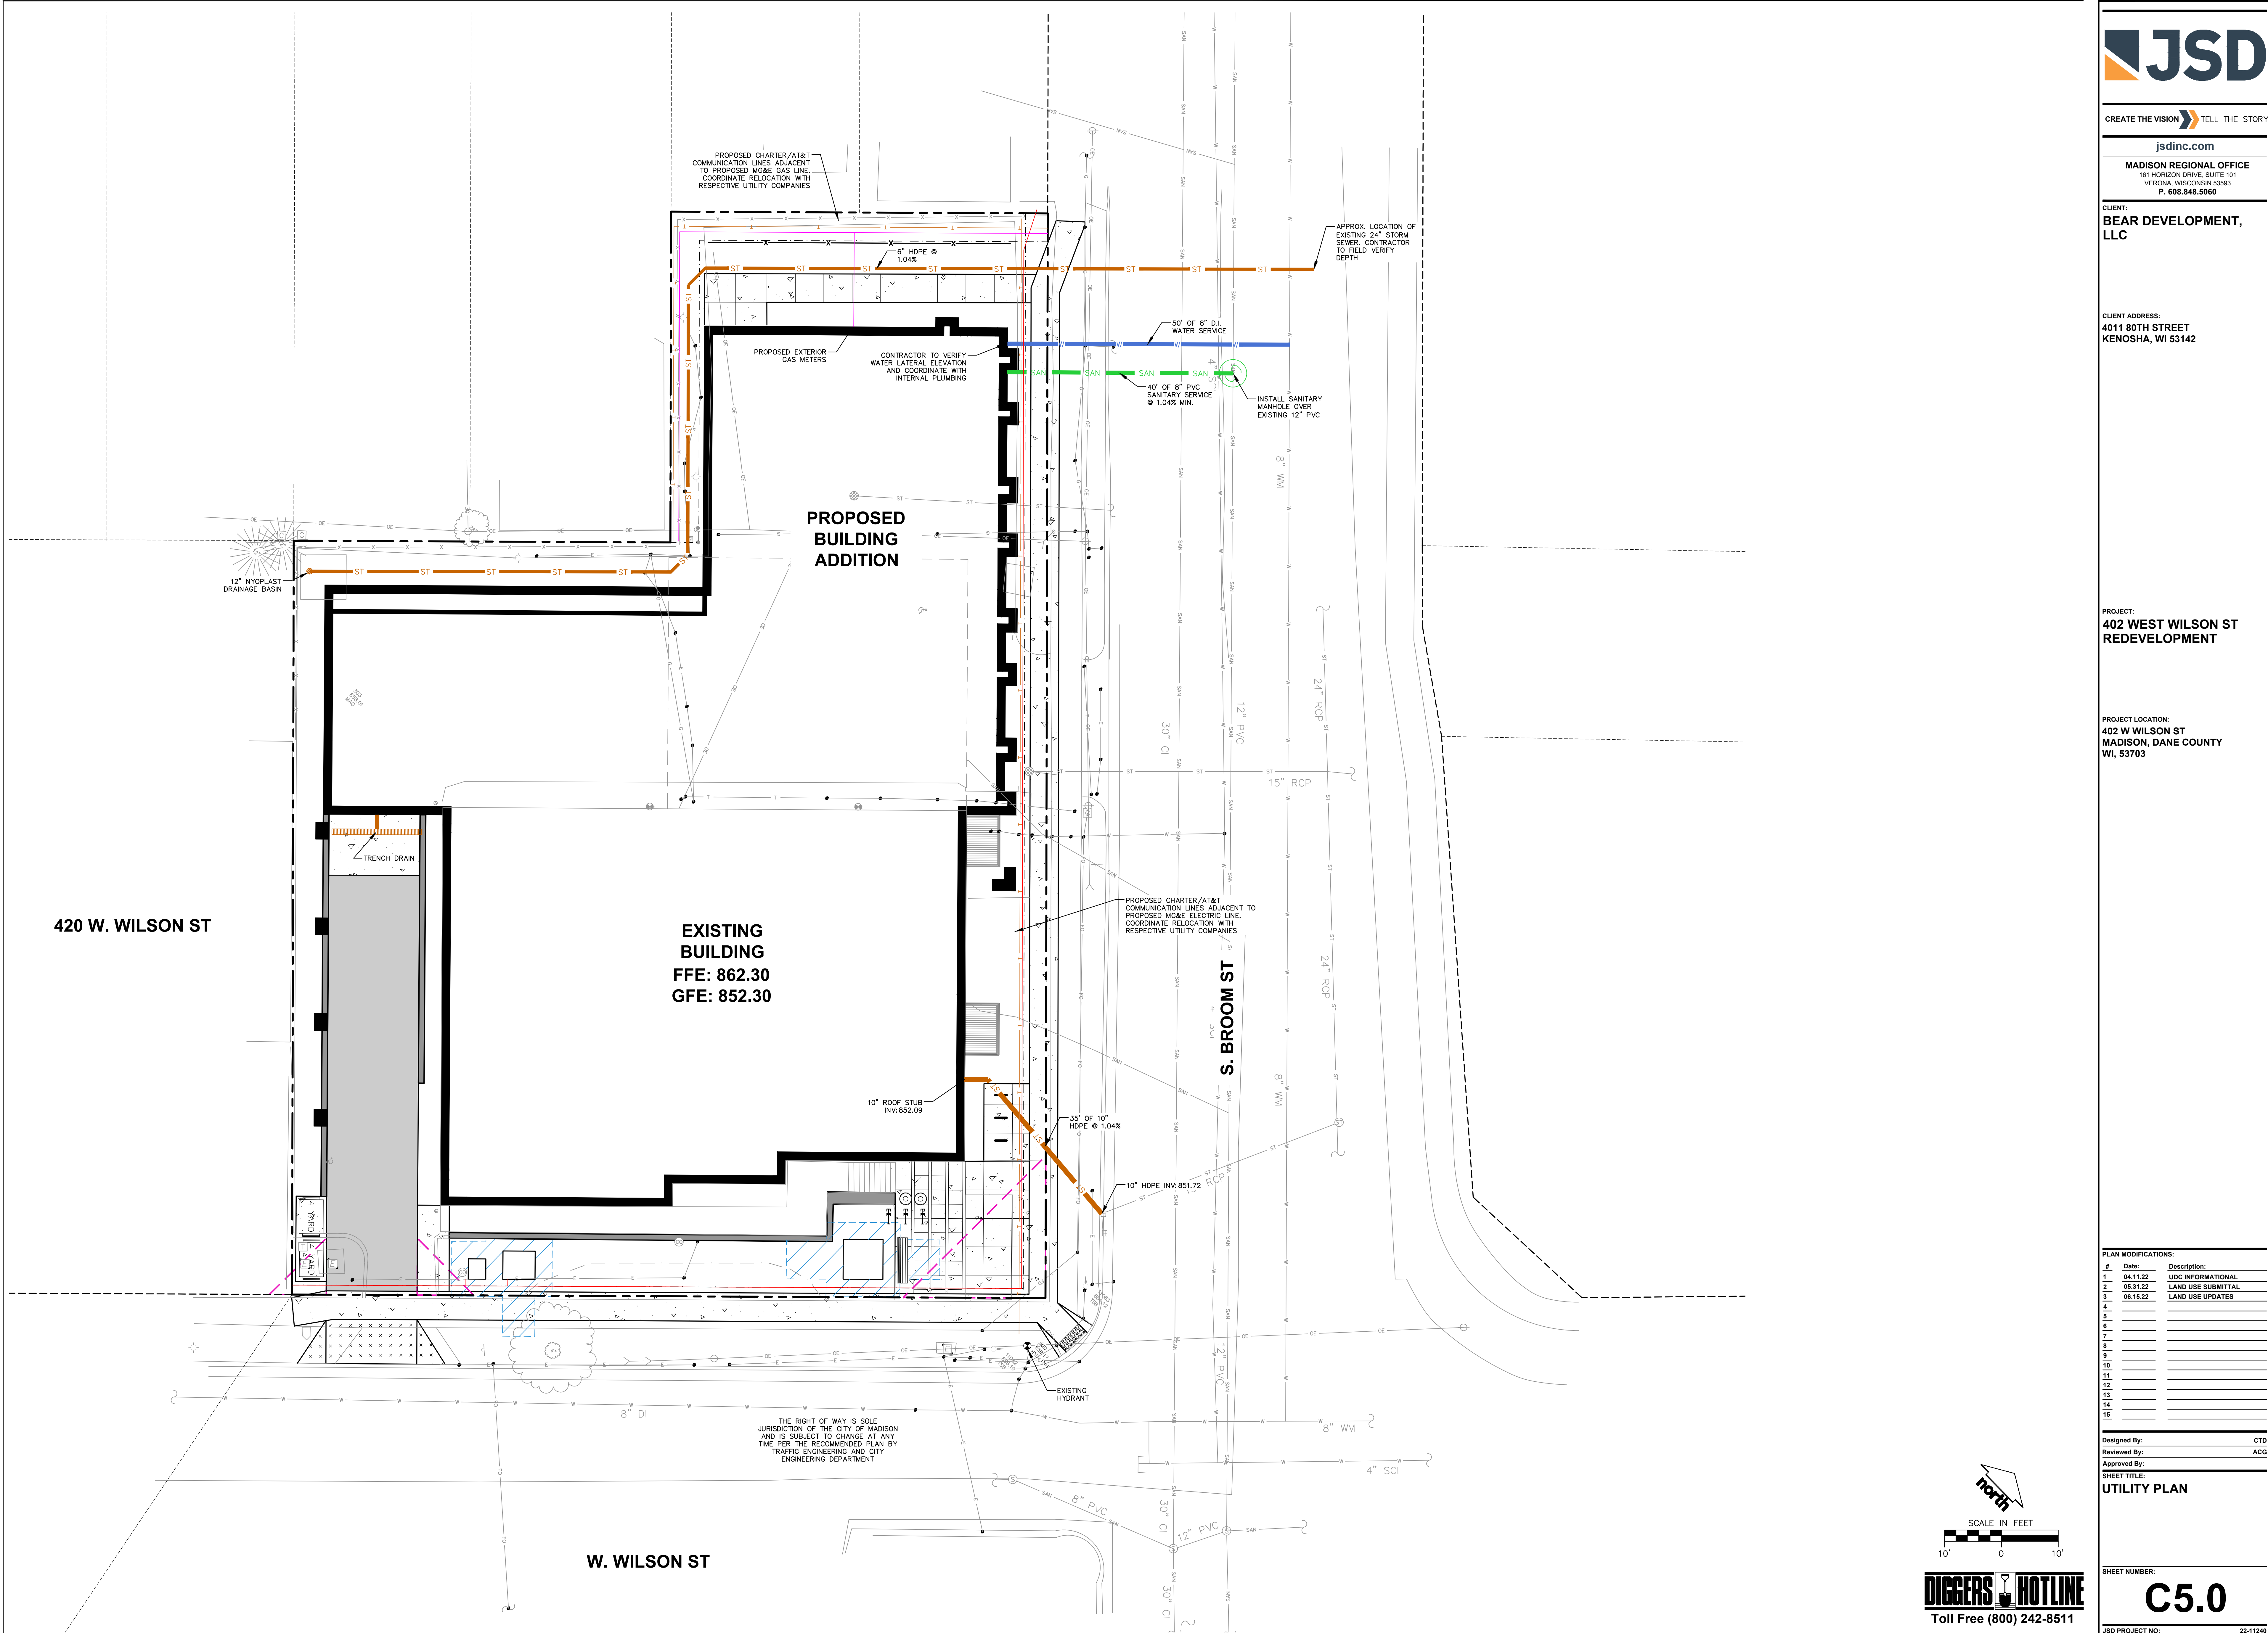 PROPOSED CHARTER/AT&T
COMMUNICATION LINES ADJACENT
TO PROPOSED MG&E GAS LINE.
COORDINATE RELOCATION WITH
RESPECTIVE UTILITY COMPANIES
6" HDPE @
1.04%
APPROX. LOCATION OF
EXISTING 24" STORM
SEWER. CONTRACTOR
TO FIELD VERIFY
DEPTH
50' OF 8" D.I.
WATER SERVICE
PROPOSED EXTERIOR
GAS METERS
CONTRACTOR TO VERIFY
WATER LATERAL ELEVATION
AND COORDINATE WITH
INTERNAL PLUMBING
40' OF 8" PVC
SANITARY SERVICE
@ 1.04% MIN.
INSTALL SANITARY
MANHOLE OVER
EXISTING 12" PVC
8" WM
PROPOSED
BUILDING
ADDITION
12" NYOPLAST
DRAINAGE BASIN
24" RCP
12" PVC
30" CI
15" RCP
TRENCH DRAIN
420 W. WILSON ST
EXISTING
BUILDING
FFE: 862.30
GFE: 852.30
PROPOSED CHARTER/AT&T
COMMUNICATION LINES ADJACENT TO
PROPOSED MG&E ELECTRIC LINE.
COORDINATE RELOCATION WITH
RESPECTIVE UTILITY COMPANIES
24" RCP
S. BROOM ST
8" WM
10" ROOF STUB
INV: 852.09
35' OF 10"
HDPE @ 1.04%
10" HDPE INV: 851.72
4 YARD
4 YARD
12" PVC
EXISTING
HYDRANT
8" DI
8" WM
4" SCI
THE RIGHT OF WAY IS SOLE
JURISDICTION OF THE CITY OF MADISON
AND IS SUBJECT TO CHANGE AT ANY
TIME PER THE RECOMMENDED PLAN BY
TRAFFIC ENGINEERING AND CITY
ENGINEERING DEPARTMENT
8" PVC
30" CI
12" PVC
30" CI
W. WILSON ST
north
SCALE IN FEET
10' 0 10'
DIGGERS HOTLINE
Toll Free (800) 242-8511
JSD
CREATE THE VISION TELL THE STORY
jsdinc.com
MADISON REGIONAL OFFICE
161 HORIZON DRIVE, SUITE 101
VERONA, WISCONSIN 53593
P. 608.848.5060
CLIENT:
BEAR DEVELOPMENT,
LLC
CLIENT ADDRESS:
4011 80TH STREET
KENOSHA, WI 53142
PROJECT:
402 WEST WILSON ST
REDEVELOPMENT
PROJECT LOCATION:
402 W WILSON ST
MADISON, DANE COUNTY
WI, 53703
PLAN MODIFICATIONS:
# Date: Description:
1 04.11.22 UDC INFORMATIONAL
2 05.31.22 LAND USE SUBMITTAL
3 06.15.22 LAND USE UPDATES
4
5
6
7
8
9
10
11
12
13
14
15
Designed By: CTD
Reviewed By: ACG
Approved By:
SHEET TITLE:
UTILITY PLAN
SHEET NUMBER:
C5.0
JSD PROJECT NO: 22-11240